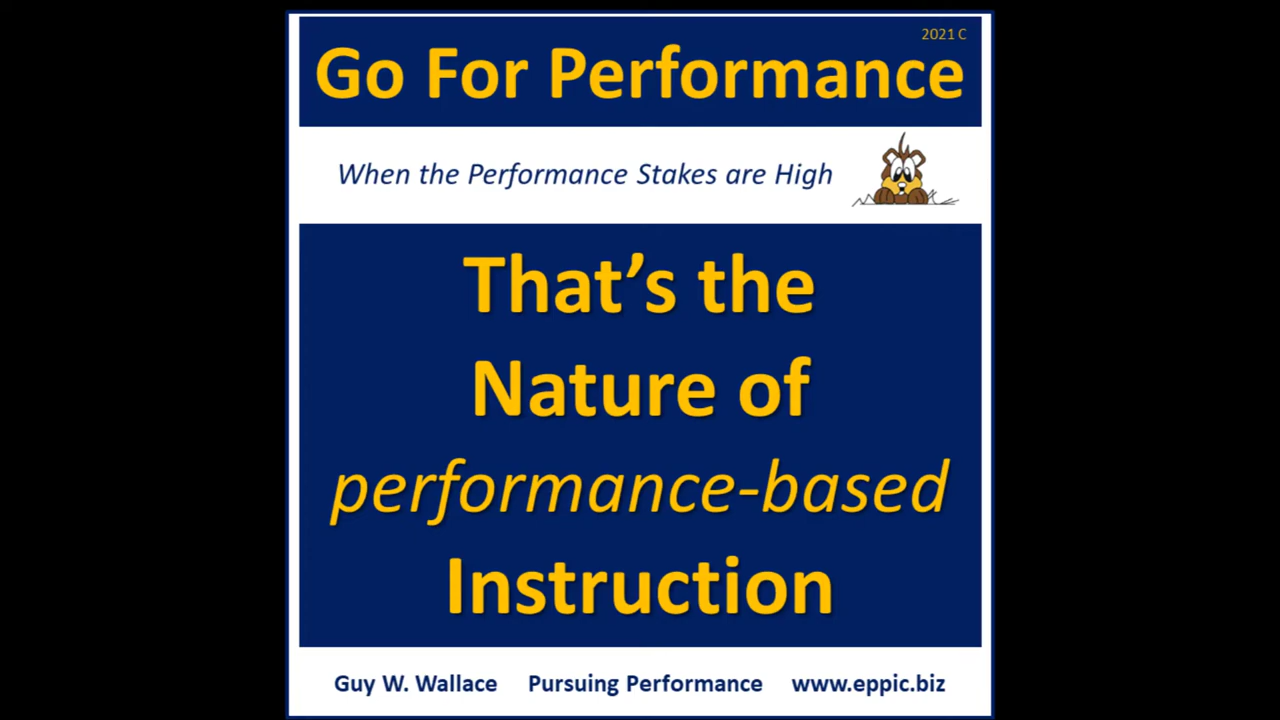 2021 C
Go For Performance
When the Performance Stakes are High
That’s the
Nature of
performance-based
Instruction
Guy W. Wallace Pursuing Performance www.eppic.biz